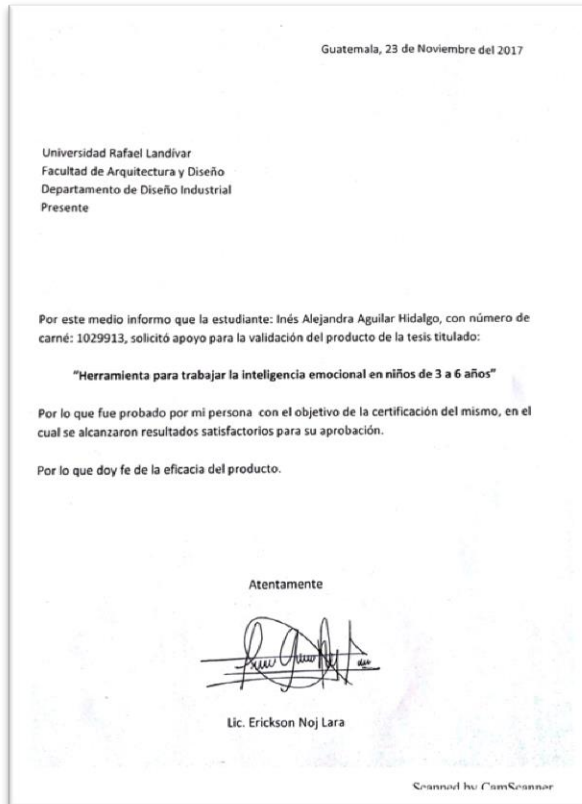 Guatemala, 23 de Noviembre del 2017
Universidad Rafael Landívar
Facultad de Arquitectura y Diseño
Departamento de Diseño Industrial
Presente
Por este medio informo que la estudiante: Inés Alejandra Aguilar Hidalgo, con número de
carné: 1029913, solicitó apoyo para la validación del producto de la tesis titulado:
“Herramienta para trabajar la inteligencia emocional en niños de 3 a 6 años”
Por lo que fue probado por mi persona con el objetivo de la certificación del mismo, en el
cual se alcanzaron resultados satisfactorios para su aprobación.
Por lo que doy fe de la eficacia del producto.
Atentamente
Lic. Erickson Noj Lara
Scanned by CamScanner